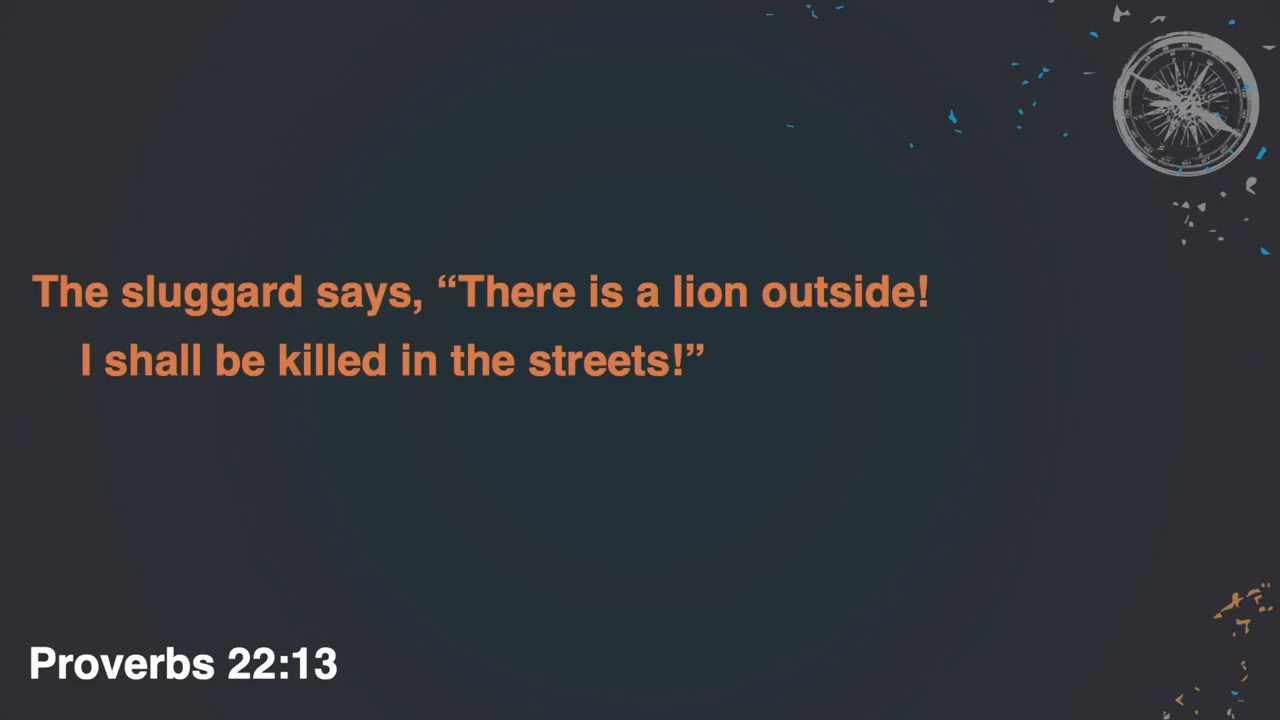 The sluggard says, “There is a lion outside!
I shall be killed in the streets!”
Proverbs 22:13